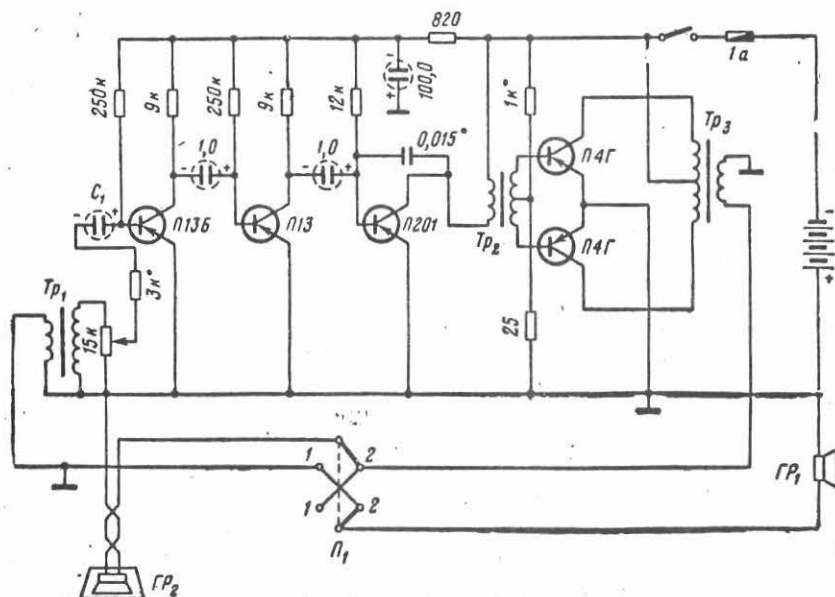 820
1а
250к
9к
250к
9к
12к
- +
100,0
1к*
Тр3
1,0
- +
1,0
- +
0,015*
П4Г
С1
- +
П13Б
П13
П201
Тр2
П4Г
-
+
Тр1
3к*
15к
25
1
2
ГР1
1
2
П1
ГР2